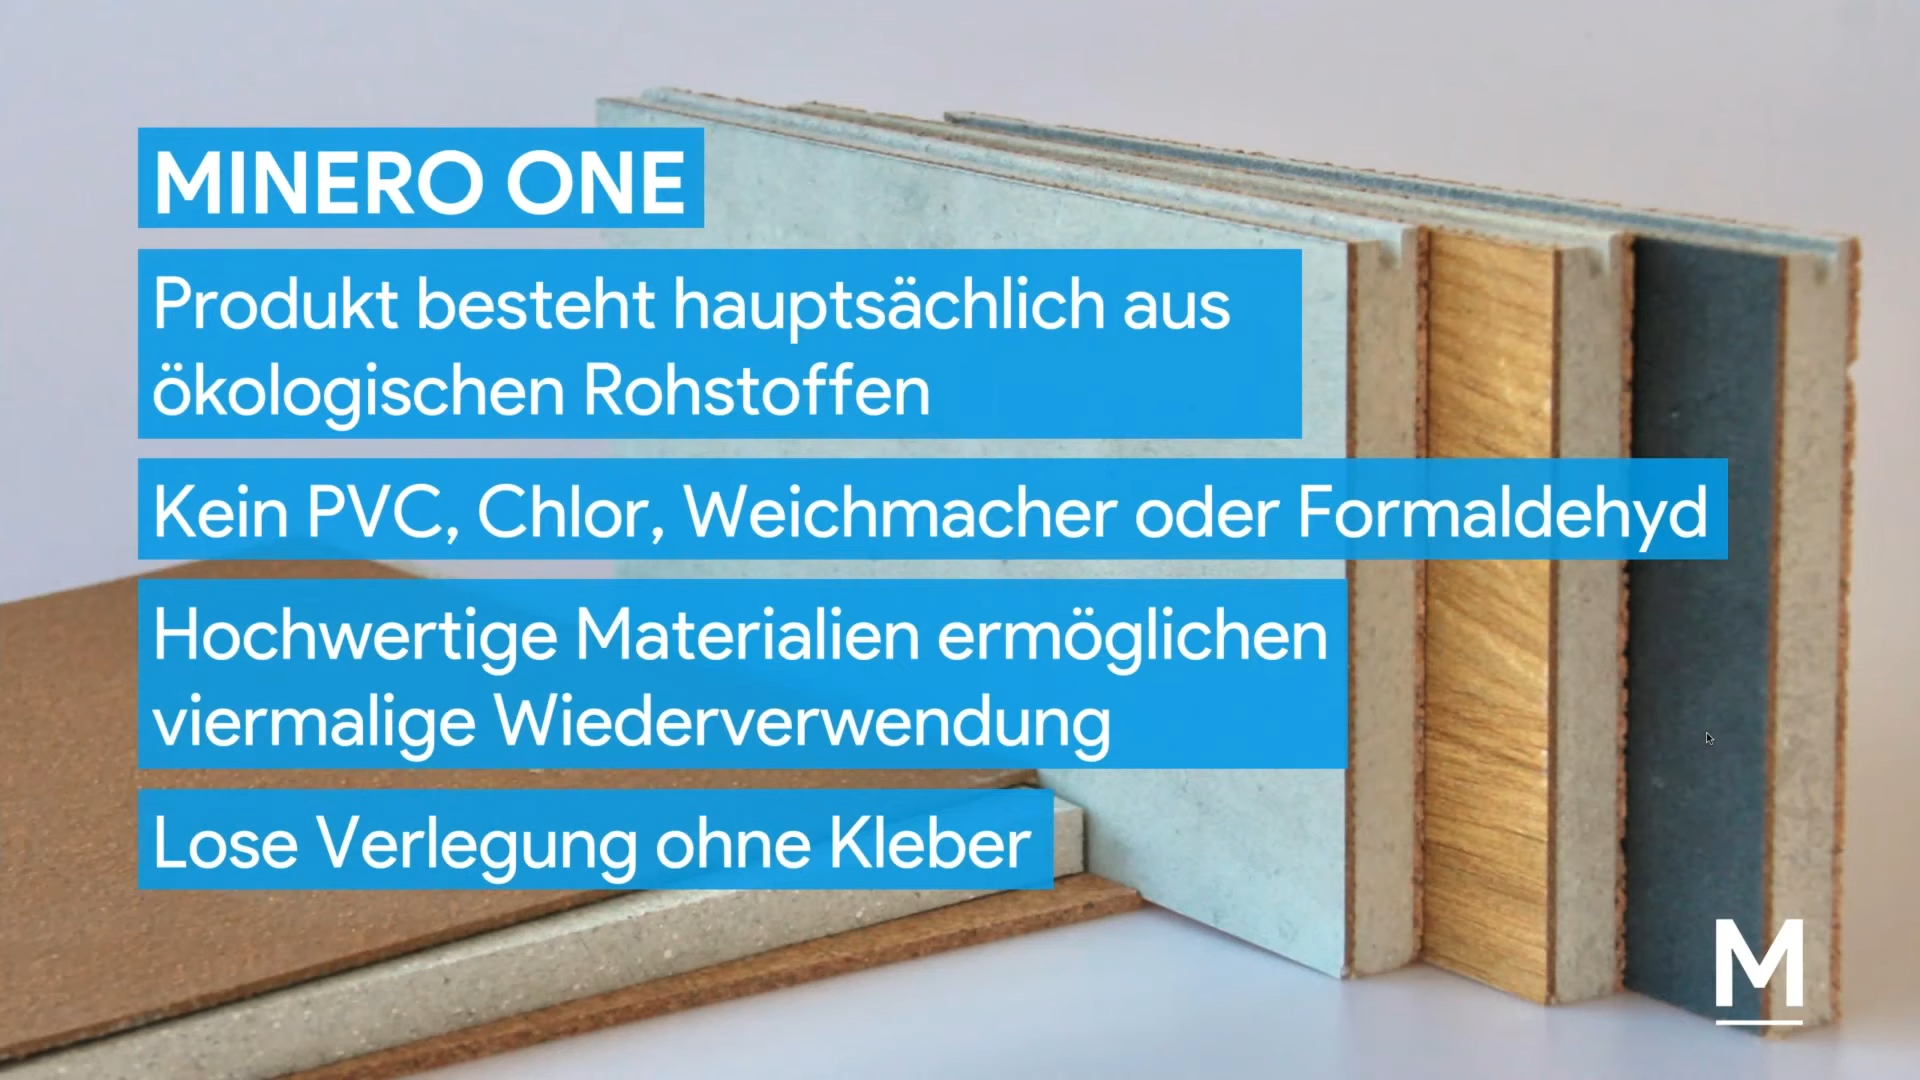 MINERO ONE
Produkt besteht hauptsächlich aus
ökologischen Rohstoffen
Kein PVC, Chlor, Weichmacher oder Formaldehyd
Hochwertige Materialien ermöglichen
viermalige Wiederverwendung
Lose Verlegung ohne Kleber
M